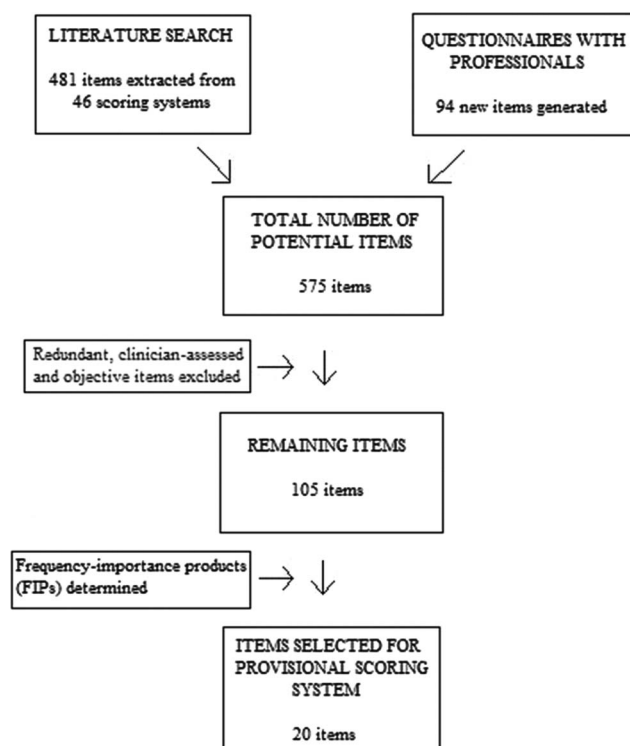 LITERATURE SEARCH
481 items extracted from
46 scoring systems
QUESTIONNAIRES WITH
PROFESSIONALS
94 new items generated
TOTAL NUMBER OF
POTENTIAL ITEMS
575 items
Redundant, clinician-assessed
and objective items excluded
REMAINING ITEMS
105 items
Frequency-importance products
(FIPs) determined
ITEMS SELECTED FOR
PROVISIONAL SCORING
SYSTEM
20 items